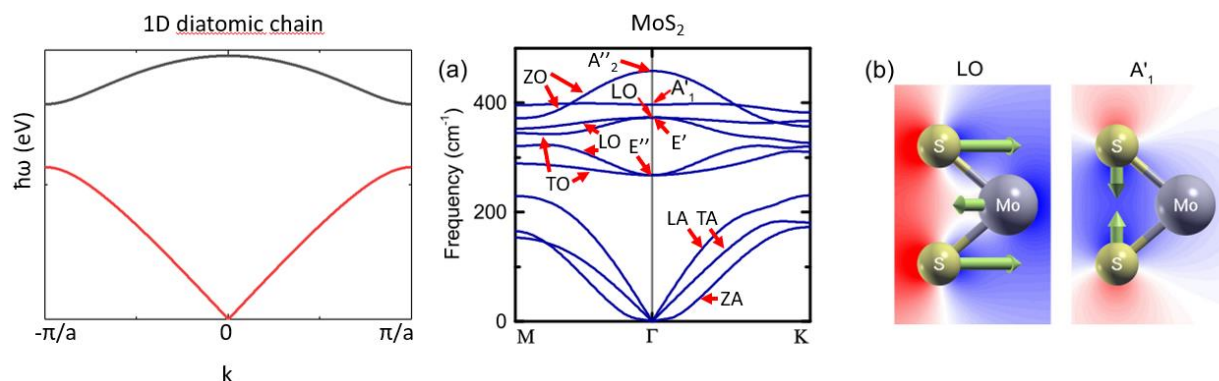 1D diatomic chain
ħω (eV)
-π/a
0
π/a
k
MoS₂
(a)
Frequency (cm⁻¹)
400
200
0
M
Γ
K
A''₂
ZO
LO
A'₁
E''
E'
LO
TO
LA
TA
ZA
(b)
LO
A'₁
S
Mo
S
S
Mo
S